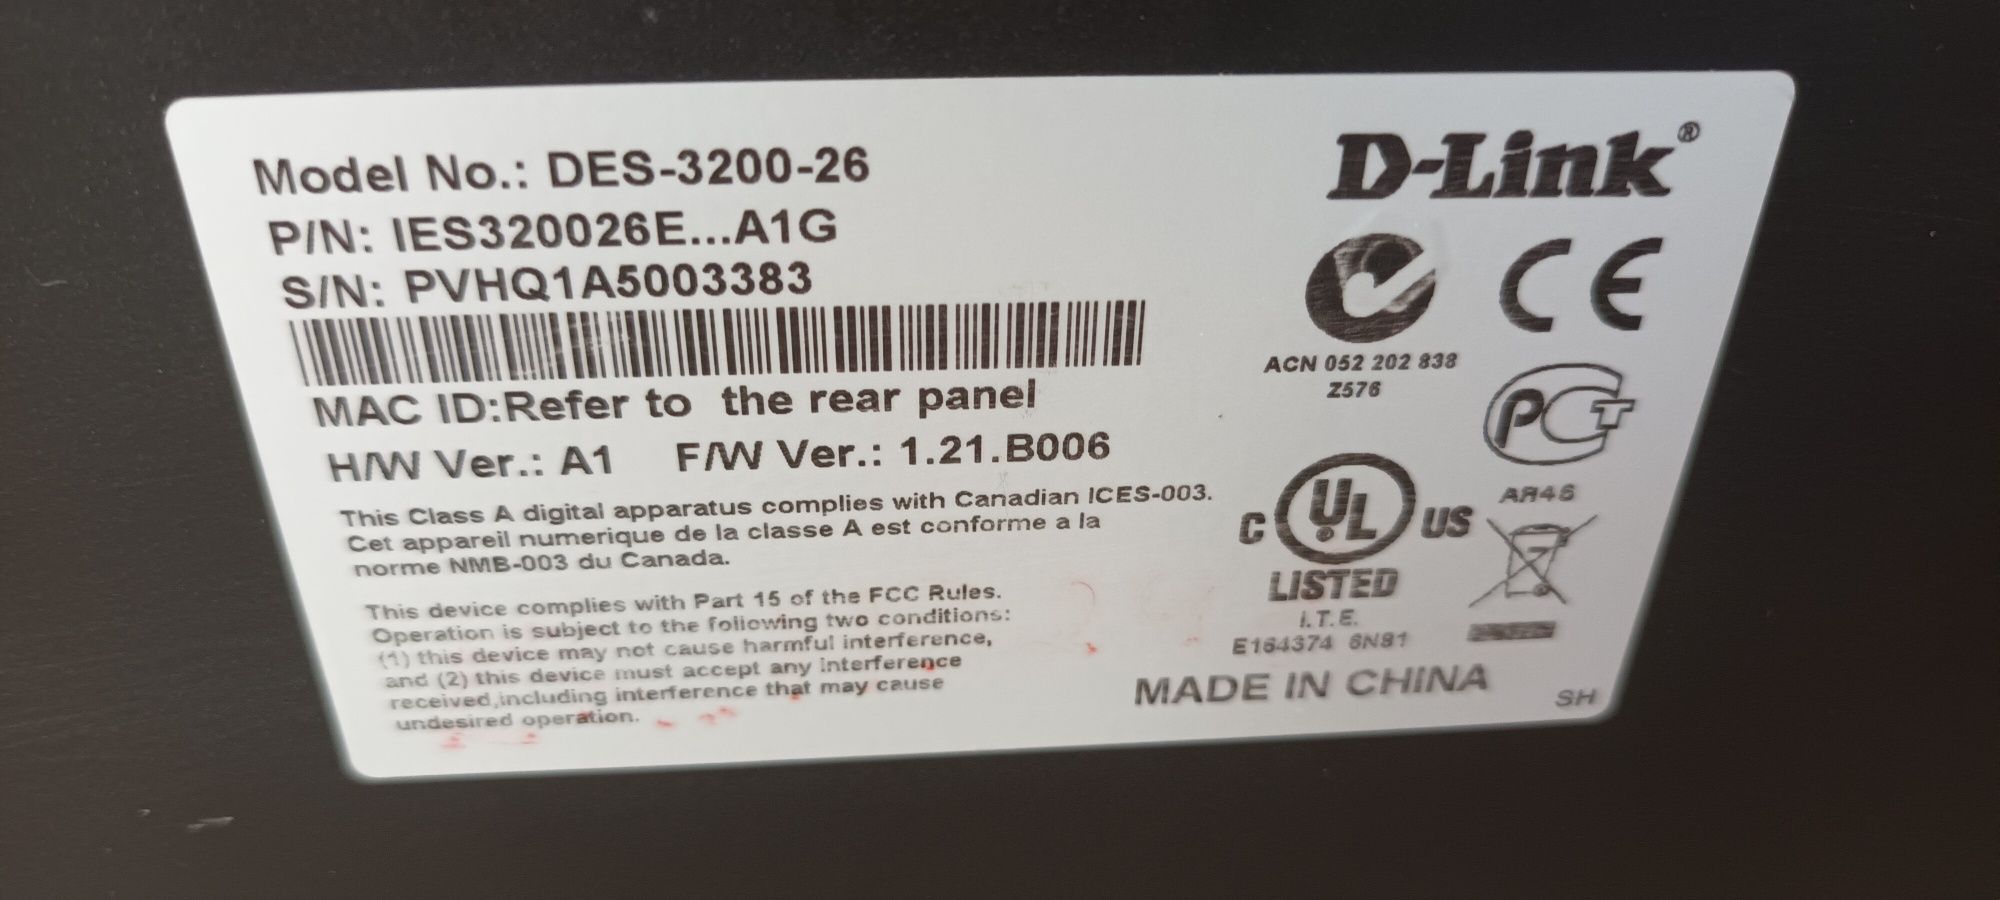 Model No.: DES-3200-26
P/N: IES320026E...A1G
S/N: PVHQ1A5003383
MAC ID:Refer to the rear panel
H/W Ver.: A1 F/W Ver.: 1.21.B006
This Class A digital apparatus complies with Canadian ICES-003.
Cet appareil numerique de la classe A est conforme a la
norme NMB-003 du Canada.
This device complies with Part 15 of the FCC Rules.
Operation is subject to the following two conditions:
(1) this device may not cause harmful interference,
and (2) this device must accept any interference
received,including interference that may cause
undesired operation.
D-Link®
CE
ACN 052 202 838
Z576
PCT
AR46
C UL US
LISTED
I.T.E.
E164374 6N81
MADE IN CHINA
SH